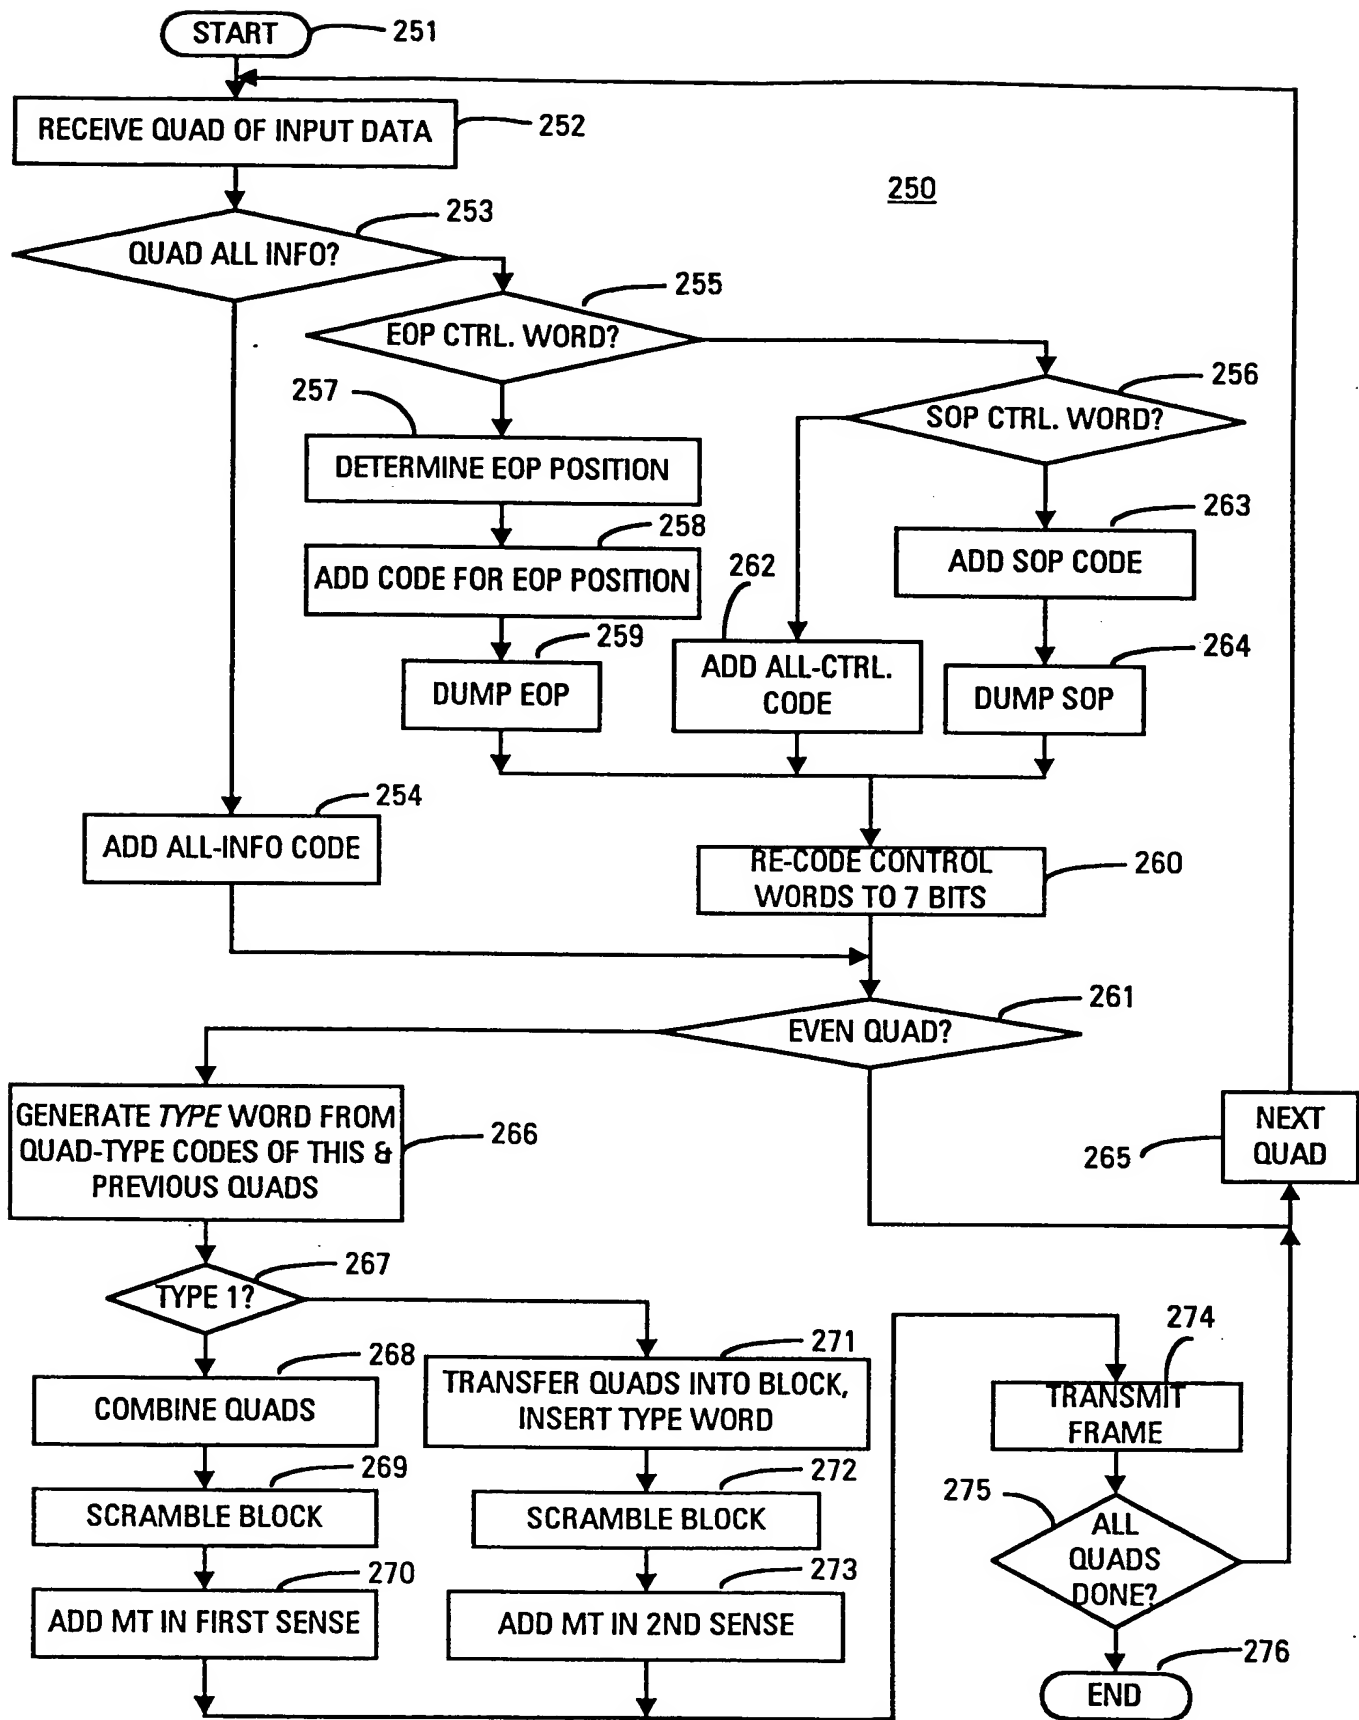 START
251
RECEIVE QUAD OF INPUT DATA
252
250
253
QUAD ALL INFO?
255
EOP CTRL. WORD?
256
SOP CTRL. WORD?
257
DETERMINE EOP POSITION
258
ADD CODE FOR EOP POSITION
263
ADD SOP CODE
262
259
DUMP EOP
ADD ALL-CTRL.
CODE
264
DUMP SOP
254
ADD ALL-INFO CODE
RE-CODE CONTROL
WORDS TO 7 BITS
260
261
EVEN QUAD?
GENERATE TYPE WORD FROM
QUAD-TYPE CODES OF THIS &
PREVIOUS QUADS
266
265
NEXT
QUAD
267
TYPE 1?
268
COMBINE QUADS
271
TRANSFER QUADS INTO BLOCK,
INSERT TYPE WORD
274
TRANSMIT
FRAME
269
SCRAMBLE BLOCK
272
SCRAMBLE BLOCK
275
ALL
QUADS
DONE?
270
ADD MT IN FIRST SENSE
273
ADD MT IN 2ND SENSE
276
END